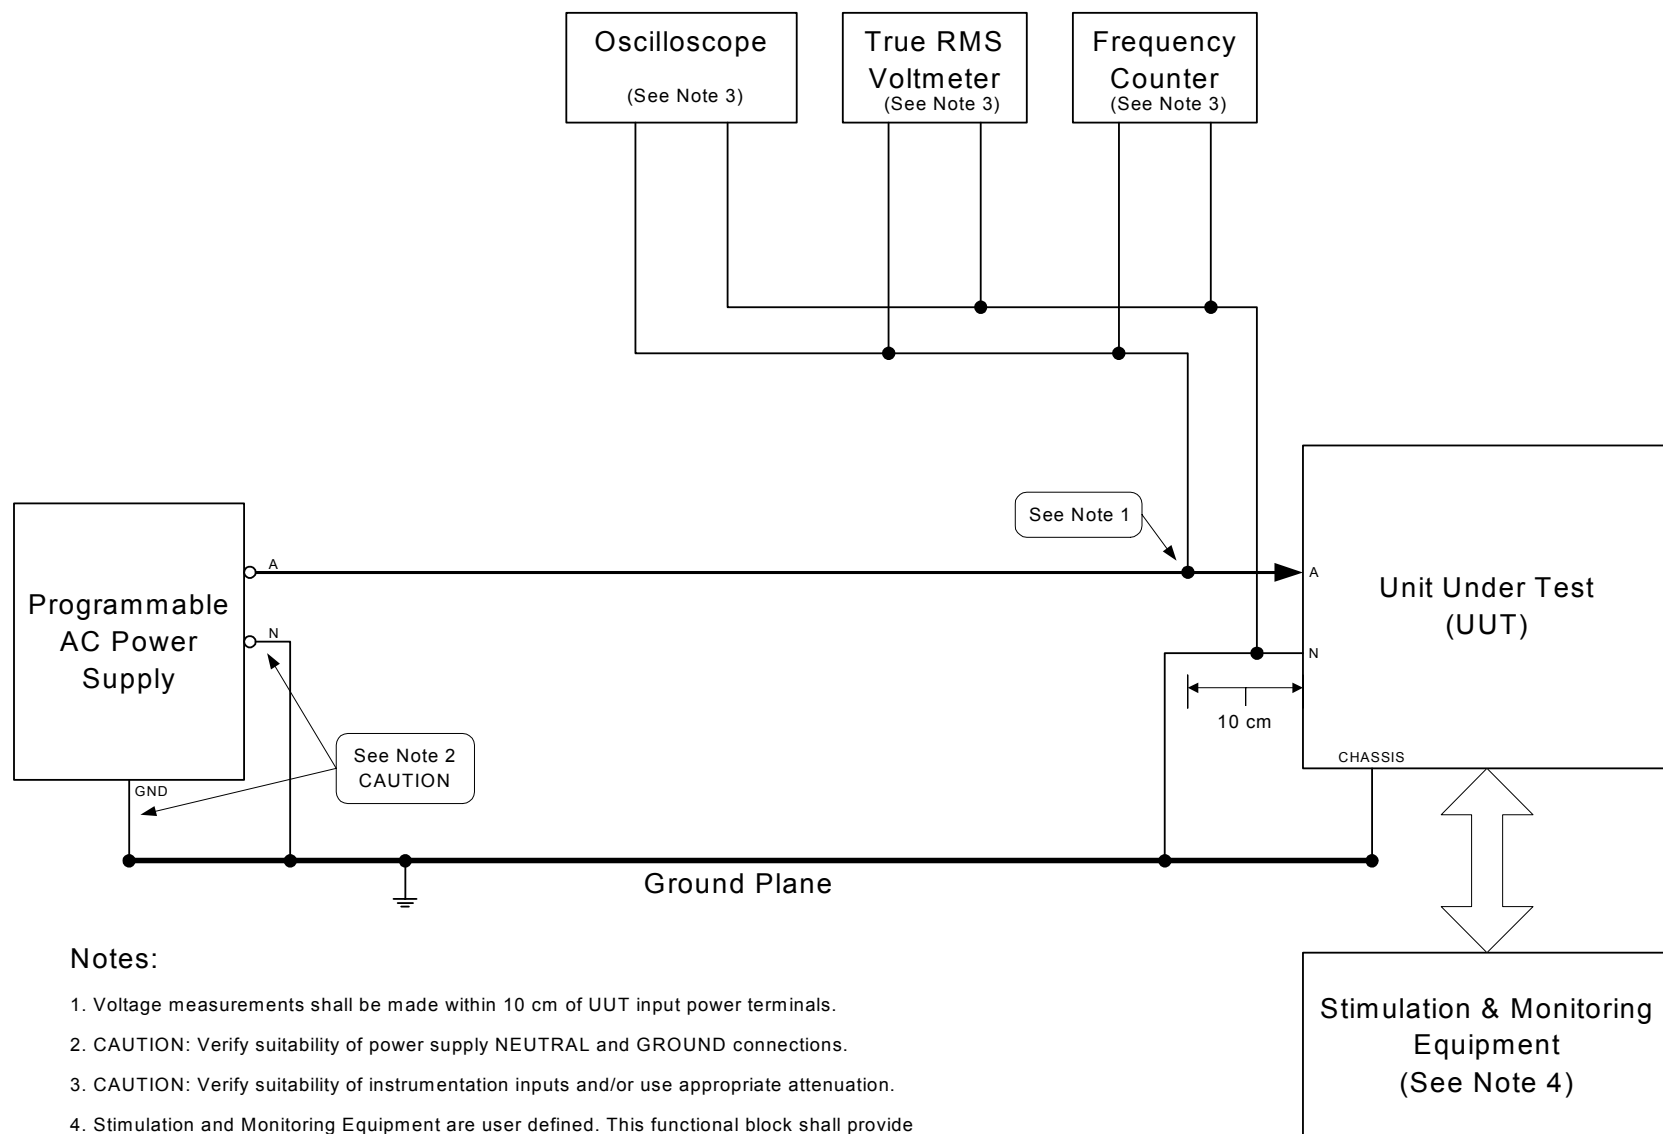 Oscilloscope
(See Note 3)
True RMS
Voltmeter
(See Note 3)
Frequency
Counter
(See Note 3)
See Note 1
Programmable
AC Power
Supply
A
N
GND
See Note 2
CAUTION
A
N
Unit Under Test
(UUT)
10 cm
CHASSIS
Ground Plane
Stimulation & Monitoring
Equipment
(See Note 4)
Notes:
1. Voltage measurements shall be made within 10 cm of UUT input power terminals.
2. CAUTION: Verify suitability of power supply NEUTRAL and GROUND connections.
3. CAUTION: Verify suitability of instrumentation inputs and/or use appropriate attenuation.
4. Stimulation and Monitoring Equipment are user defined. This functional block shall provide